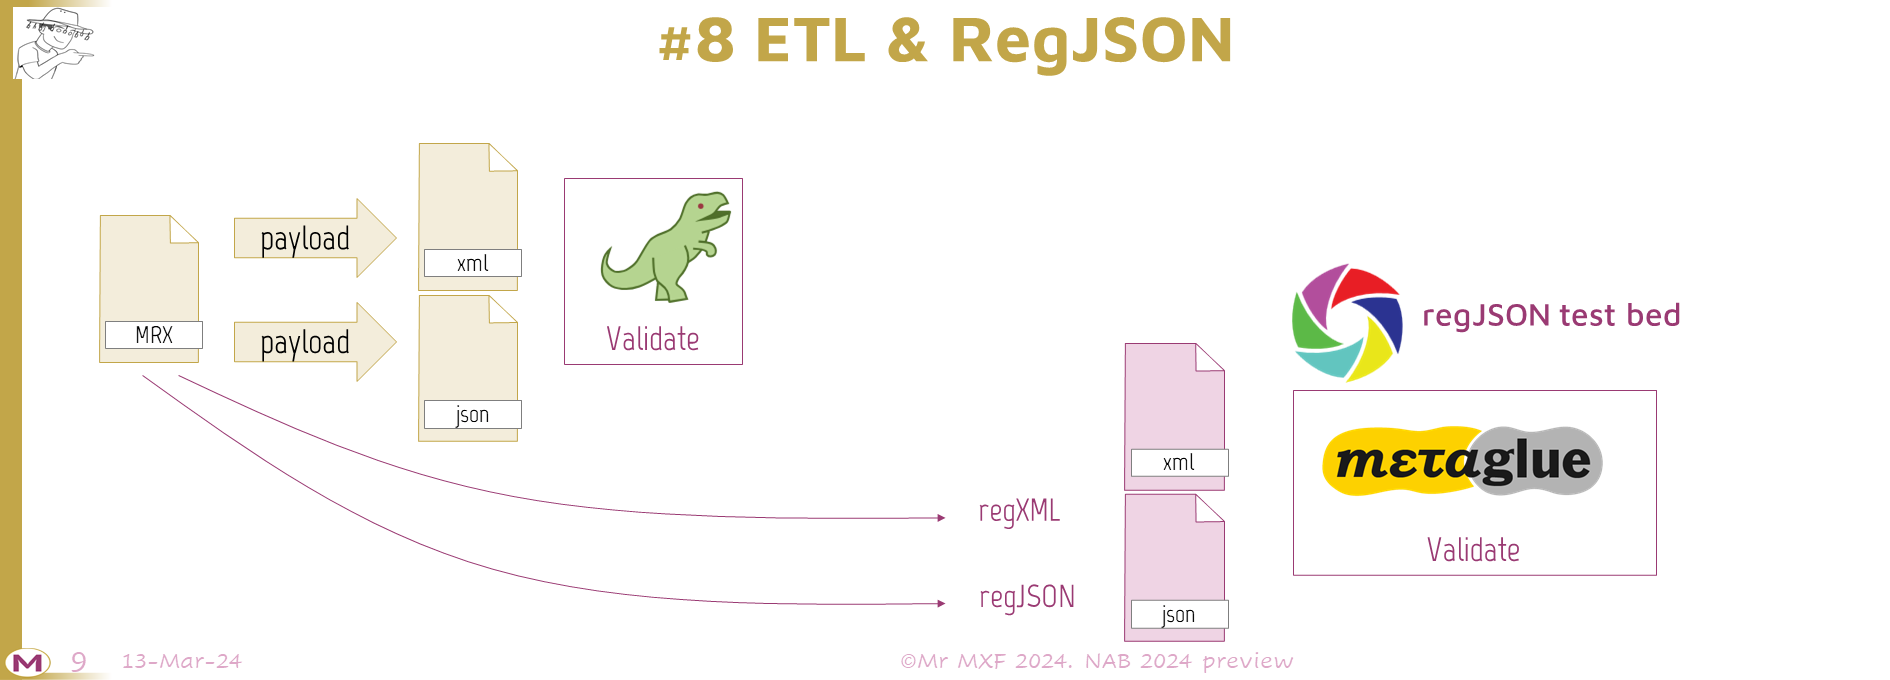 #8 ETL & RegJSON
payload
xml
MRX
payload
json
Validate
regJSON test bed
xml
mεταglue
regXML
Validate
regJSON
json
M
9
13-Mar-24
©Mr MXF 2024. NAB 2024 preview